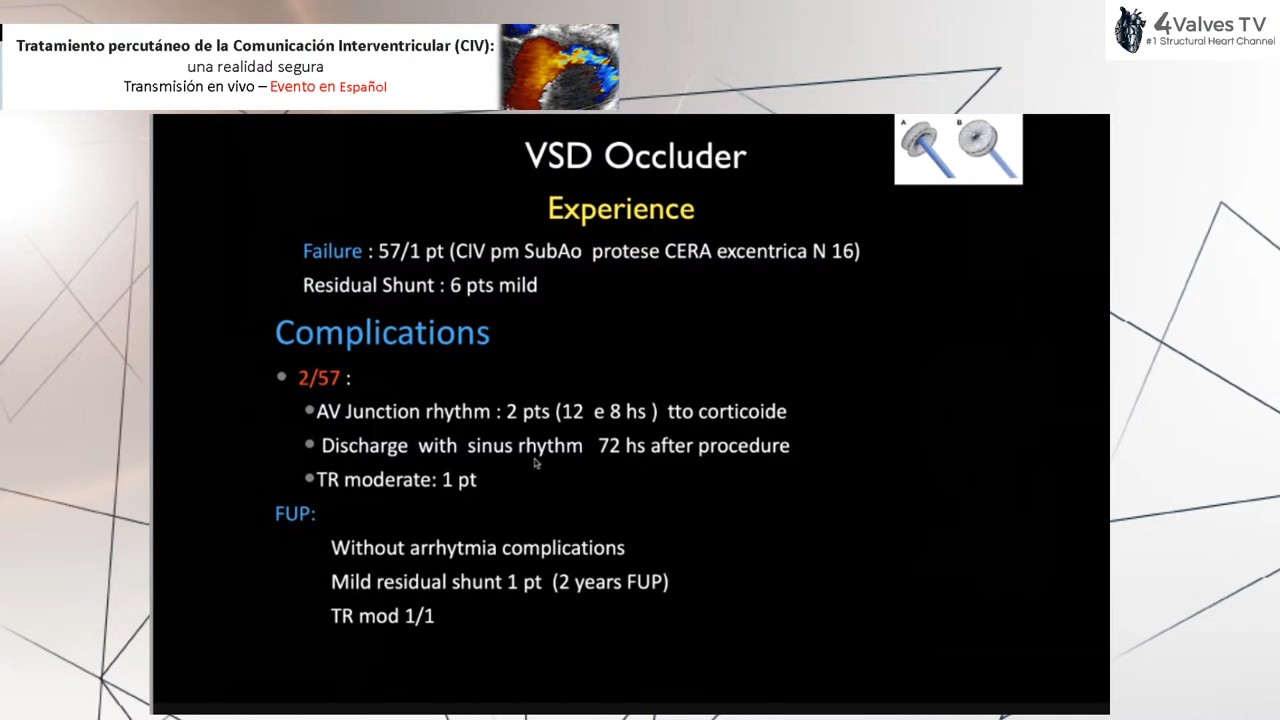 Tratamiento percutáneo de la Comunicación Interventricular (CIV):
una realidad segura
Transmisión en vivo – Evento en Español
4Valves TV
#1 Structural Heart Channel
A B
VSD Occluder
Experience
Failure : 57/1 pt (CIV pm SubAo protese CERA excentrica N 16)
Residual Shunt : 6 pts mild
Complications
2/57 :
AV Junction rhythm : 2 pts (12 e 8 hs ) tto corticoide
Discharge with sinus rhythm 72 hs after procedure
TR moderate: 1 pt
FUP:
Without arrhytmia complications
Mild residual shunt 1 pt (2 years FUP)
TR mod 1/1